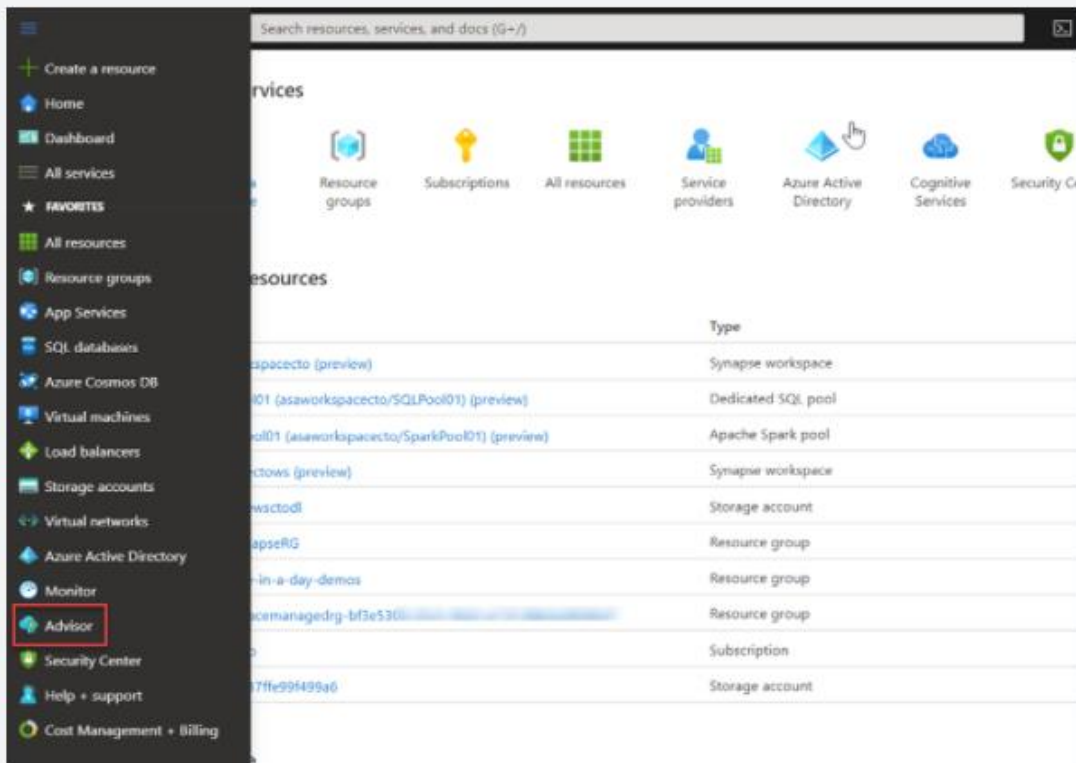 Search resources, services, and docs (G+/)
Create a resource
Home
Dashboard
All services
FAVORITES
All resources
Resource groups
App Services
SQL databases
Azure Cosmos DB
Virtual machines
Load balancers
Storage accounts
Virtual networks
Azure Active Directory
Monitor
Advisor
Security Center
Help + support
Cost Management + Billing
rvices
Resource groups
Subscriptions
All resources
Service providers
Azure Active Directory
Cognitive Services
Security C
esources
Type
spacecto (preview)
Synapse workspace
l01 (asaworkspacecto/SQLPool01) (preview)
Dedicated SQL pool
ol01 (asaworkspacecto/SparkPool01) (preview)
Apache Spark pool
ctows (preview)
Synapse workspace
wsctodl
Storage account
apseRG
Resource group
-in-a-day-demos
Resource group
acemanagedrg-bf3e53
Resource group
Subscription
7ffe99f499a6
Storage account